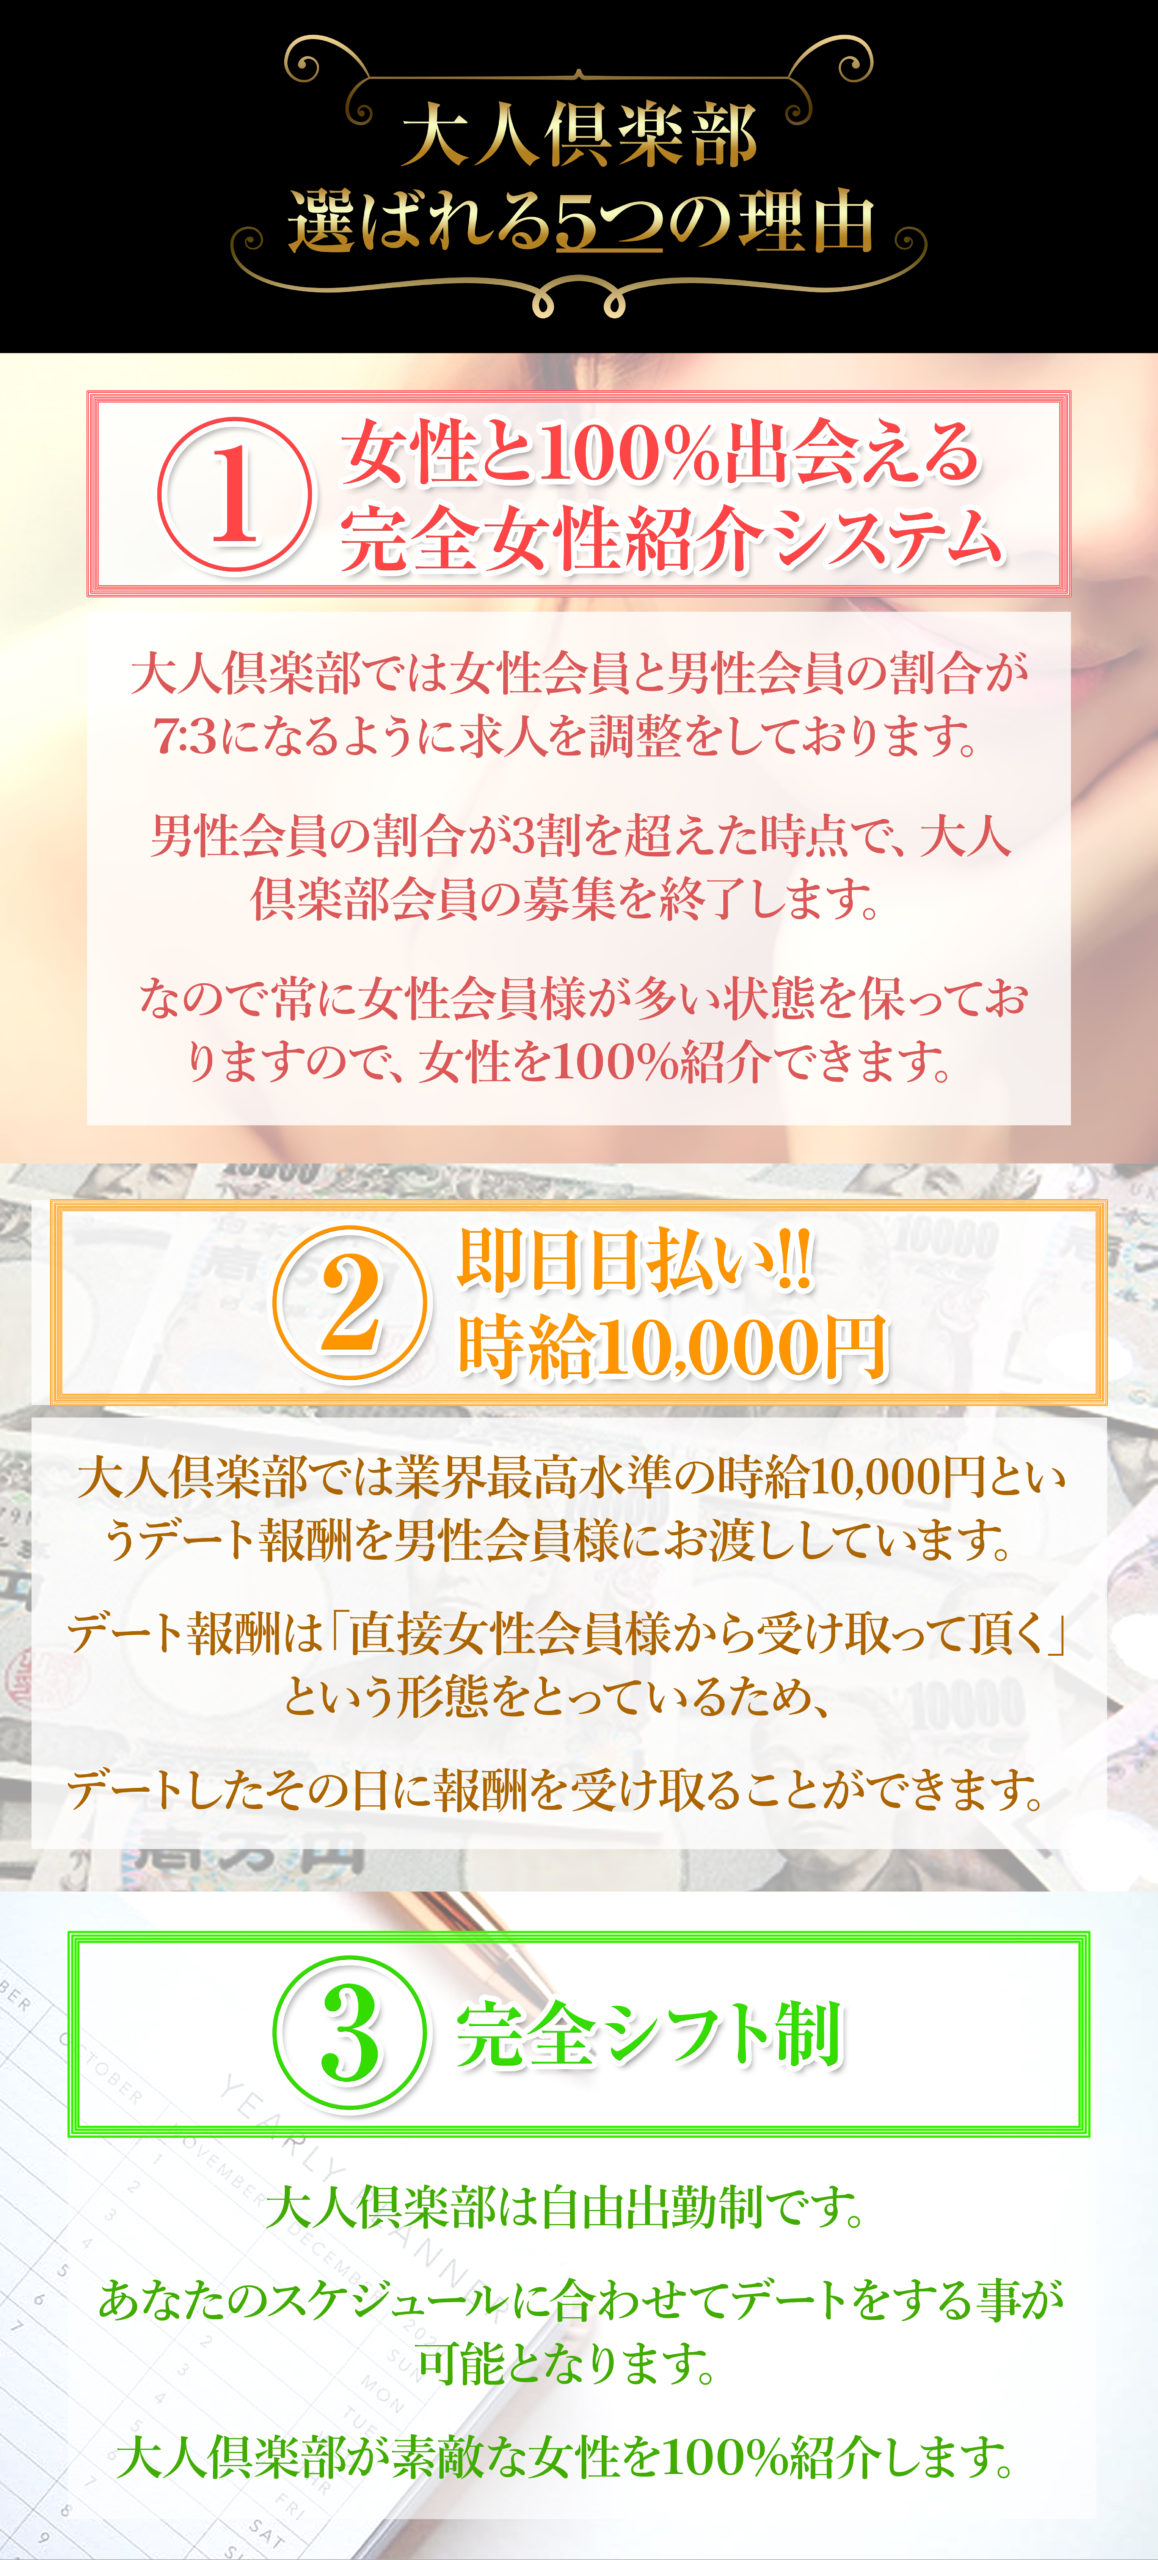 大人倶楽部
選ばれる5つの理由
1
女性と100%出会える
完全女性紹介システム
大人倶楽部では女性会員と男性会員の割合が
7:3になるように求人を調整をしております。
男性会員の割合が3割を超えた時点で、大人
倶楽部会員の募集を終了します。
なので常に女性会員様が多い状態を保ってお
りますので、女性を100%紹介できます。
2
即日日払い!!
時給10,000円
大人倶楽部では業界最高水準の時給10,000円とい
うデート報酬を男性会員様にお渡ししています。
デート報酬は「直接女性会員様から受け取って頂く」
という形態をとっているため、
デートしたその日に報酬を受け取ることができます。
壱万円
3
完全シフト制
YEARLY PLANNER
OCTOBER
NOVEMBER
大人倶楽部は自由出勤制です。
あなたのスケジュールに合わせてデートをする事が
可能となります。
大人倶楽部が素敵な女性を100%紹介します。